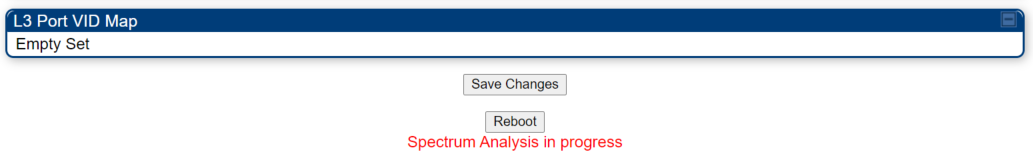 L3 Port VID Map
Empty Set
Save Changes
Reboot
Spectrum Analysis in progress